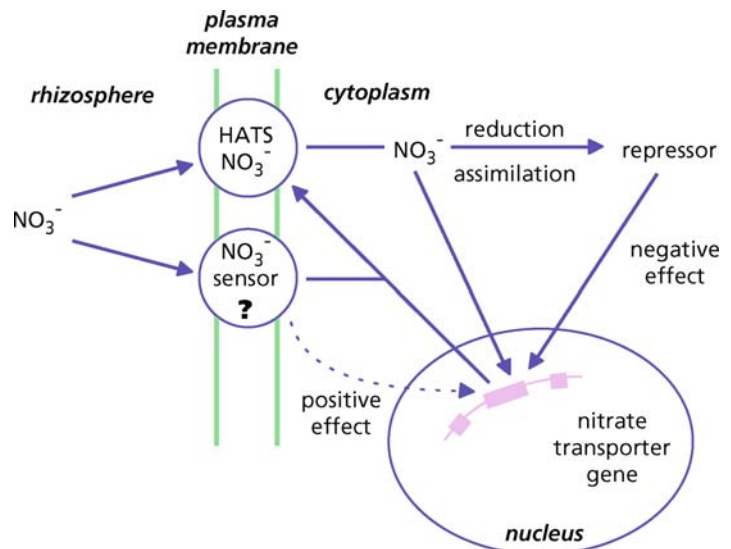 plasma
membrane
rhizosphere
cytoplasm
HATS
NO₃⁻
NO₃⁻
reduction
assimilation
repressor
NO₃⁻
NO₃⁻
sensor
?
negative
effect
positive
effect
nitrate
transporter
gene
nucleus